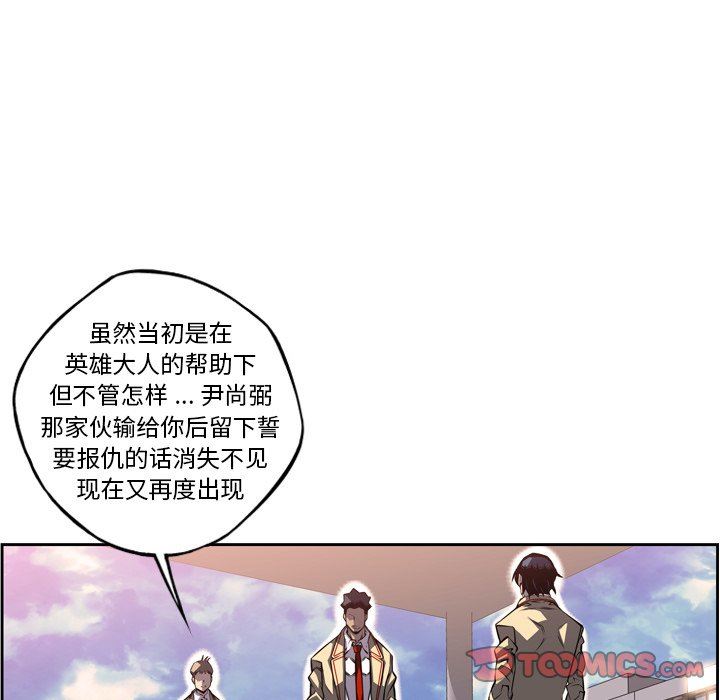 虽然当初是在
英雄大人的帮助下
但不管怎样 ... 尹尚弼
那家伙输给你后留下誓
要报仇的话消失不见
现在又再度出现
TOOMICS.COM